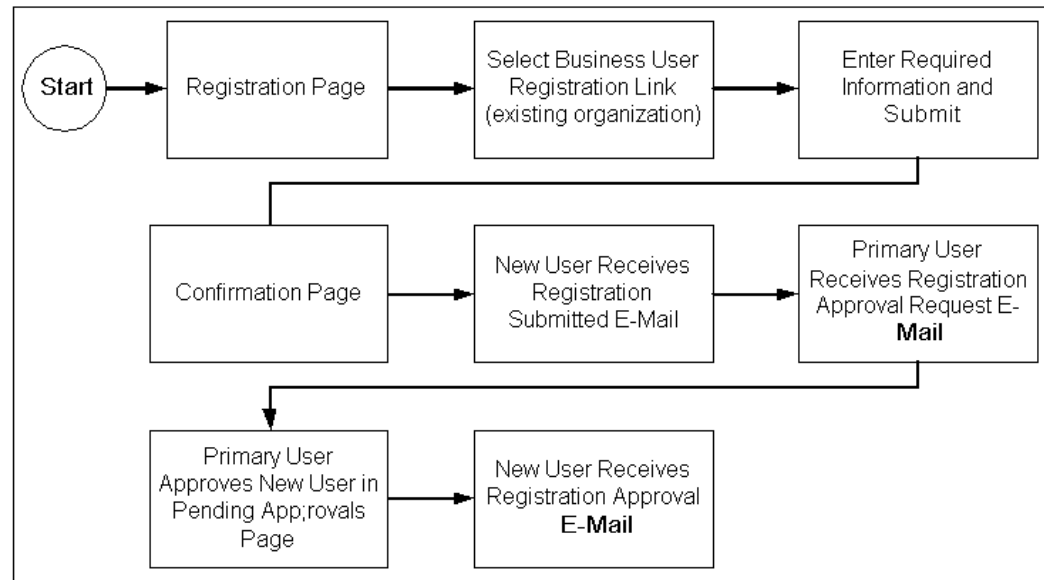 Start
Registration Page
Select Business User
Registration Link
(existing organization)
Enter Required
Information and
Submit
Confirmation Page
New User Receives
Registration
Submitted E-Mail
Primary User
Receives Registration
Approval Request E-
Mail
Primary User
Approves New User in
Pending App;rovals
Page
New User Receives
Registration Approval
E-Mail